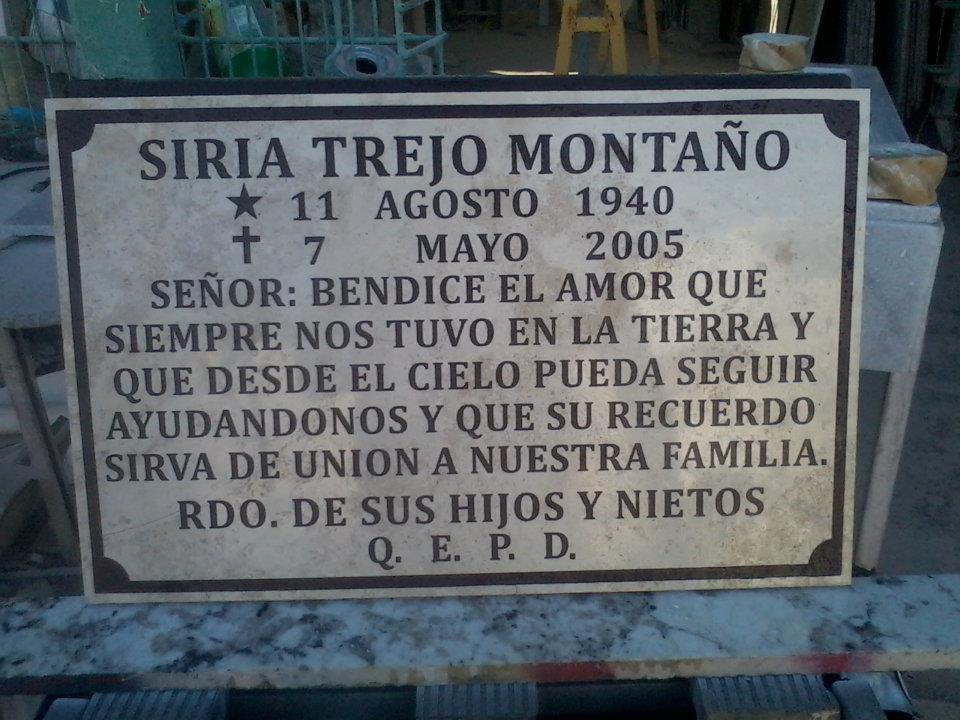 SIRIA TREJO MONTAÑO
★ 11 AGOSTO 1940
✝ 7 MAYO 2005
SEÑOR: BENDICE EL AMOR QUE
SIEMPRE NOS TUVO EN LA TIERRA Y
QUE DESDE EL CIELO PUEDA SEGUIR
AYUDANDONOS Y QUE SU RECUERDO
SIRVA DE UNION A NUESTRA FAMILIA.
RDO. DE SUS HIJOS Y NIETOS
Q. E. P. D.